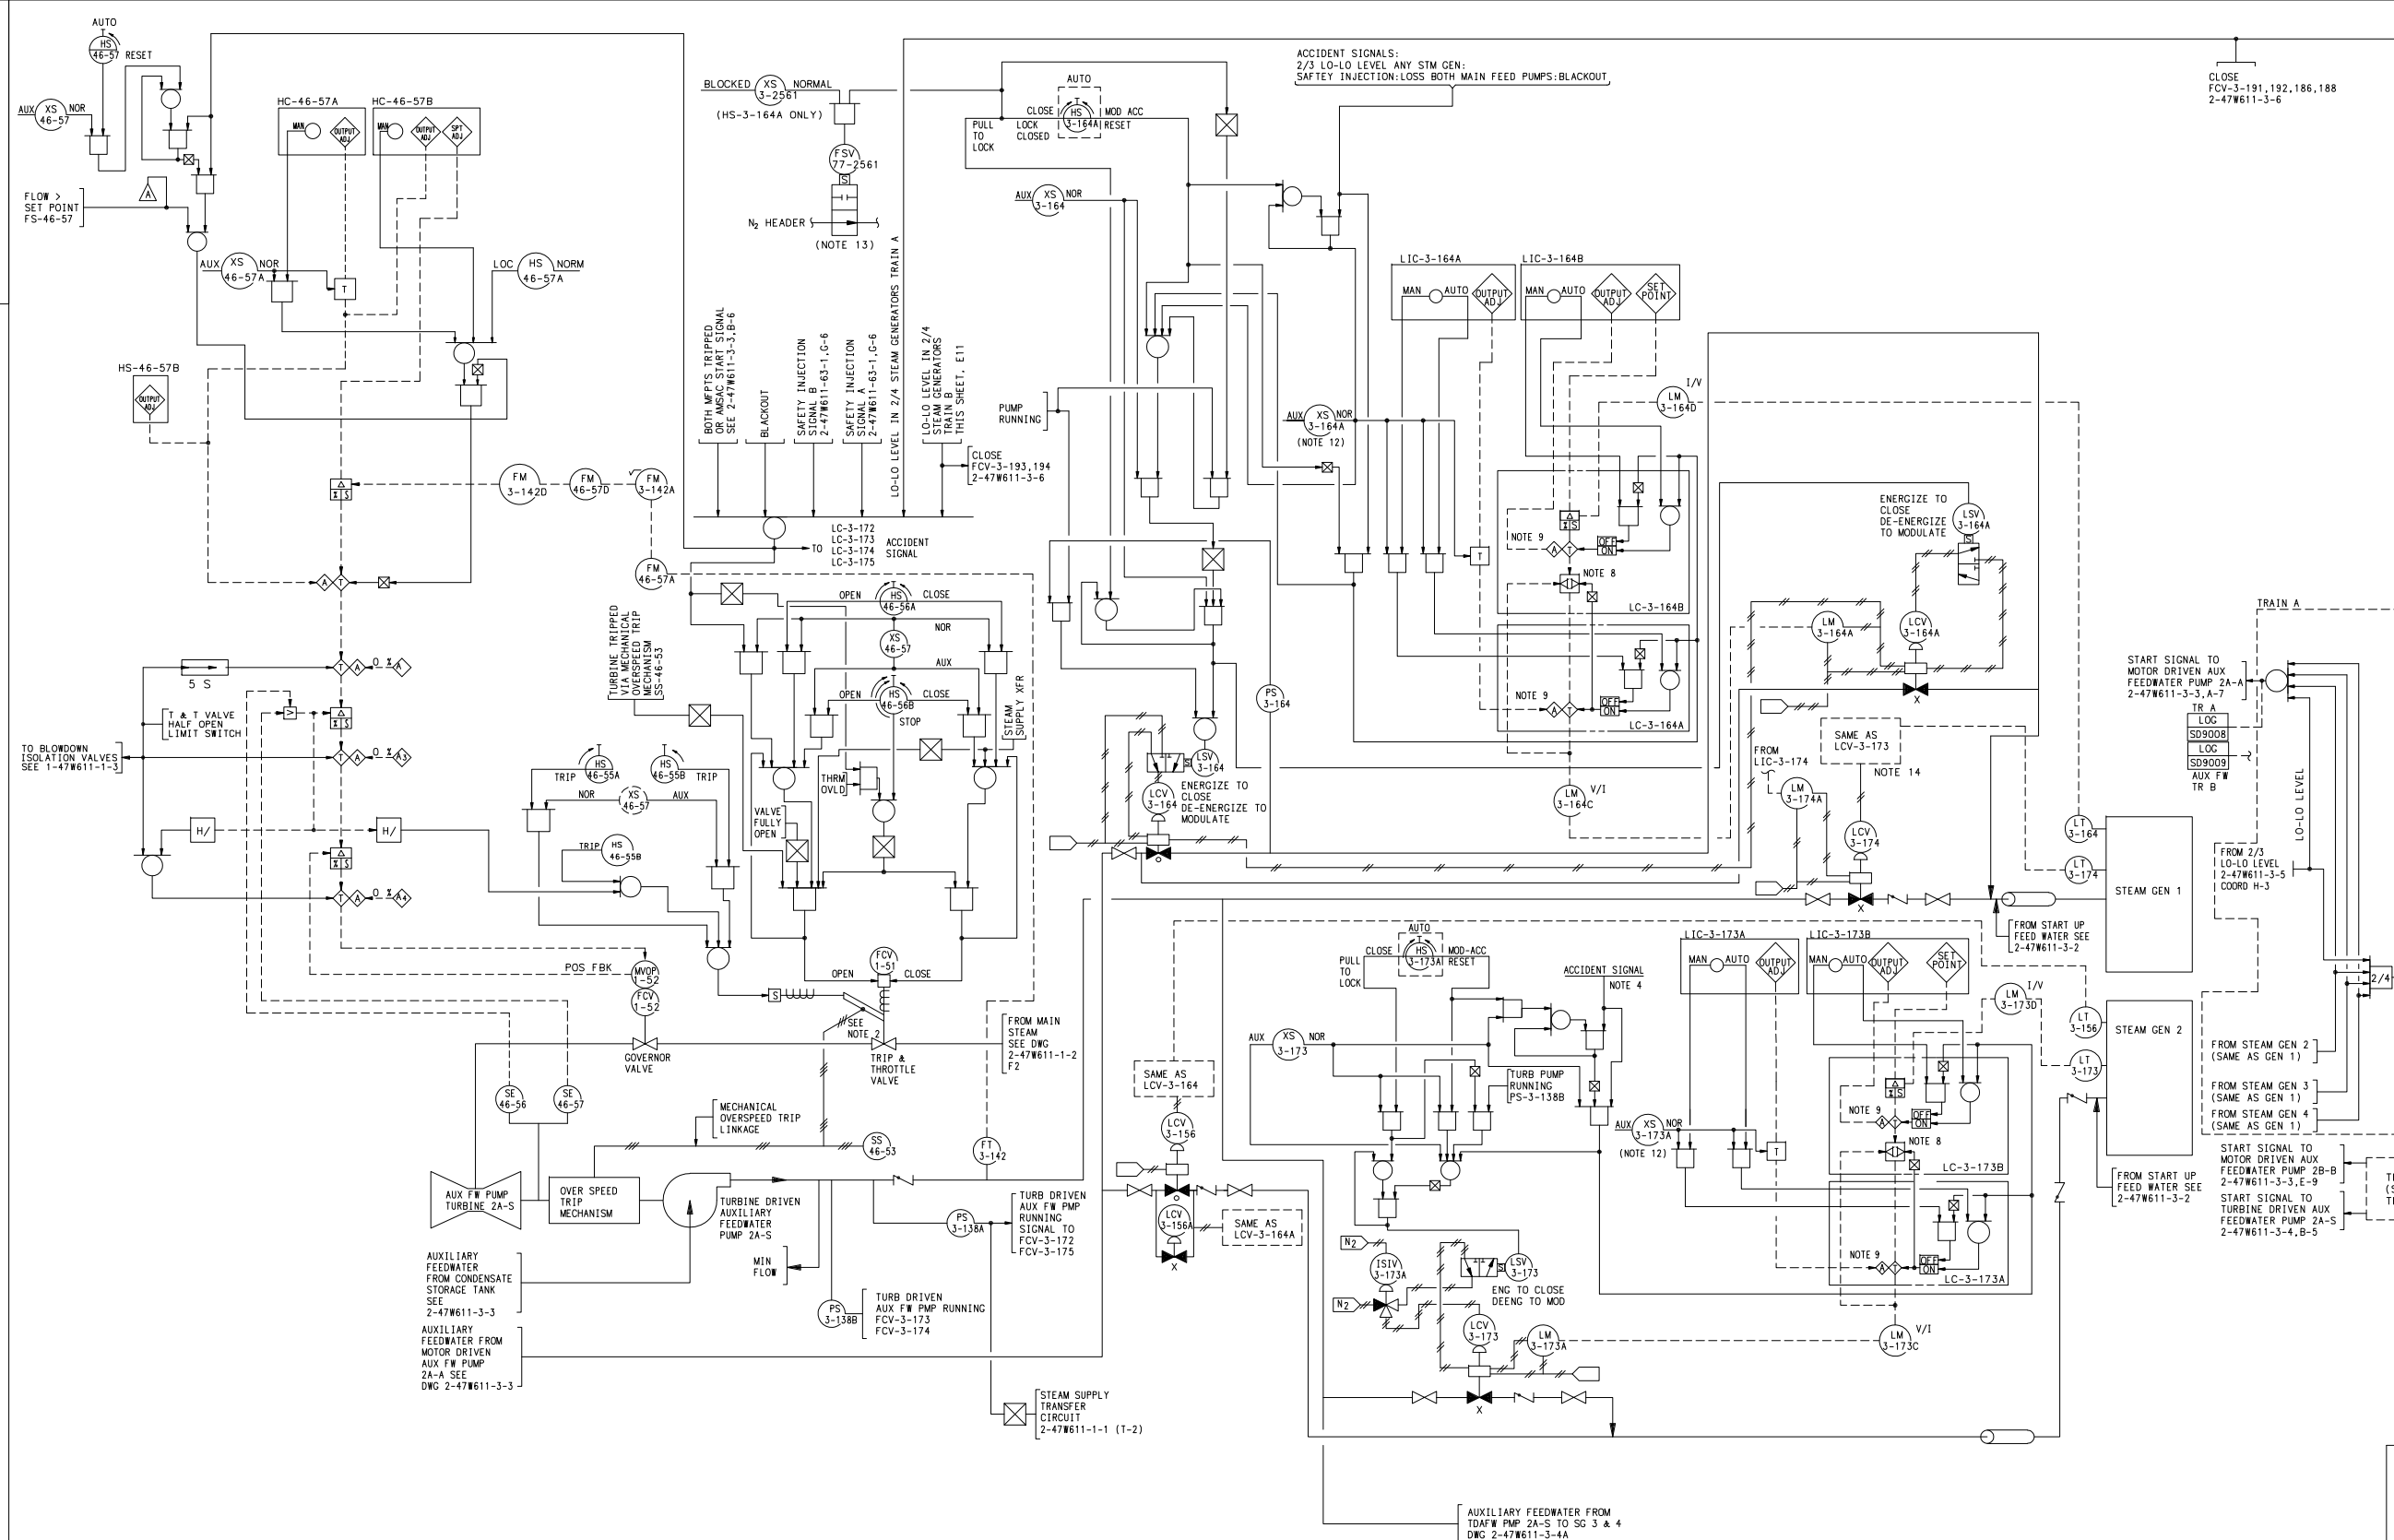 AUTO
HS
46-57
RESET
AUX
XS
46-57
NOR
FLOW >
SET POINT
FS-46-57
A
HC-46-57A
MAN
OUTPUT
ADJ
HC-46-57B
MAN
OUTPUT
ADJ
SPT
ADJ
AUX
XS
46-57A
NOR
T
LOC
HS
46-57A
NORM
HS-46-57B
OUTPUT
ADJ
BLOCKED
XS
3-2561
NORMAL
(HS-3-164A ONLY)
FSV
77-2561
S
N2 HEADER
(NOTE 13)
AUTO
CLOSE
HS
3-164A
MOD ACC
RESET
PULL
TO
LOCK
LOCK
CLOSED
AUX
XS
3-164
NOR
ACCIDENT SIGNALS:
2/3 LO-LO LEVEL ANY STM GEN:
SAFTEY INJECTION:LOSS BOTH MAIN FEED PUMPS:BLACKOUT
CLOSE
FCV-3-191,192,186,188
2-47W611-3-6
LIC-3-164A
MAN
AUTO
OUTPUT
ADJ
LIC-3-164B
MAN
AUTO
OUTPUT
ADJ
SET
POINT
BOTH MFPTS TRIPPED
OR AMSAC START SIGNAL
SEE 2-47W611-3-3,B-6
BLACKOUT
SAFETY INJECTION
SIGNAL B
2-47W611-63-1,G-6
SAFETY INJECTION
SIGNAL A
2-47W611-63-1,G-6
LO-LO LEVEL IN 2/4 STEAM GENERATORS TRAIN A
LO-LO LEVEL IN 2/4
STEAM GENERATORS
TRAIN B
THIS SHEET, E11
CLOSE
FCV-3-193,194
2-47W611-3-6
PUMP
RUNNING
AUX
XS
3-164A
NOR
(NOTE 12)
LM
3-164D
I/V
FM
3-142D
FM
46-57D
FM
3-142A
FM
46-57A
TO
LC-3-172
LC-3-173
LC-3-174
LC-3-175
ACCIDENT
SIGNAL
NOTE 9
OFF
ON
NOTE 8
LC-3-164B
T
NOTE 9
OFF
ON
LC-3-164A
LM
3-164C
V/I
ENERGIZE TO
CLOSE
DE-ENERGIZE
TO MODULATE
LSV
3-164A
S
LM
3-164A
LCV
3-164A
X
TRAIN A
START SIGNAL TO
MOTOR DRIVEN AUX
FEEDWATER PUMP 2A-A
2-47W611-3-3,A-7
TR A
LOG
SD9008
LOG
SD9009
AUX FW
TR B
LO-LO LEVEL
TURBINE TRIPPED
VIA MECHANICAL
OVERSPEED TRIP
MECHANISM
SS-46-53
OPEN
HS
46-56A
CLOSE
NOR
XS
46-57
AUX
OPEN
HS
46-56B
CLOSE
STOP
STEAM
SUPPLY XFR
THRM
OVLD
VALVE
FULLY
OPEN
PS
3-164
5 S
T & T VALVE
HALF OPEN
LIMIT SWITCH
TO BLOWDOWN
ISOLATION VALVES
SEE 1-47W611-1-3
0 %
A
0 %
A3
0 %
A4
H/
H/
TRIP
HS
46-55A
HS
46-55B
TRIP
NOR
XS
46-57
AUX
TRIP
HS
46-55B
LSV
3-164
S
LCV
3-164
ENERGIZE TO
CLOSE
DE-ENERGIZE TO
MODULATE
O
SAME AS
LCV-3-173
NOTE 14
FROM
LIC-3-174
LM
3-174A
LCV
3-174
X
LT
3-164
LT
3-174
STEAM GEN 1
FROM 2/3
LO-LO LEVEL
2-47W611-3-5
COORD H-3
FROM START UP
FEED WATER SEE
2-47W611-3-2
2/4
POS FBK
MVOP
1-52
FCV
1-52
FCV
1-51
OPEN
CLOSE
S
SEE
NOTE 2
GOVERNOR
VALVE
TRIP &
THROTTLE
VALVE
FROM MAIN
STEAM
SEE DWG
2-47W611-1-2
F2
SE
46-56
SE
46-57
MECHANICAL
OVERSPEED TRIP
LINKAGE
SS
46-53
FT
3-142
AUX FW PUMP
TURBINE 2A-S
OVER SPEED
TRIP
MECHANISM
TURBINE DRIVEN
AUXILIARY
FEEDWATER
PUMP 2A-S
MIN
FLOW
PS
3-138A
TURB DRIVEN
AUX FW PMP
RUNNING
SIGNAL TO
FCV-3-172
FCV-3-175
PS
3-138B
TURB DRIVEN
AUX FW PMP RUNNING
FCV-3-173
FCV-3-174
AUXILIARY
FEEDWATER
FROM CONDENSATE
STORAGE TANK
SEE
2-47W611-3-3
AUXILIARY
FEEDWATER FROM
MOTOR DRIVEN
AUX FW PUMP
2A-A SEE
DWG 2-47W611-3-3
STEAM SUPPLY
TRANSFER
CIRCUIT
2-47W611-1-1 (T-2)
SAME AS
LCV-3-164
LCV
3-156
O
LCV
3-156A
X
SAME AS
LCV-3-164A
AUTO
CLOSE
HS
3-173A
MOD-ACC
RESET
PULL
TO
LOCK
ACCIDENT SIGNAL
NOTE 4
AUX
XS
3-173
NOR
TURB PUMP
RUNNING
PS-3-138B
AUX
XS
3-173A
NOR
(NOTE 12)
T
LIC-3-173A
MAN
AUTO
OUTPUT
ADJ
LIC-3-173B
MAN
AUTO
OUTPUT
ADJ
SET
POINT
LM
3-173D
I/V
NOTE 9
OFF
ON
NOTE 8
LC-3-173B
NOTE 9
OFF
ON
LC-3-173A
LM
3-173C
V/I
N2
ISIV
3-173A
N2
LSV
3-173
S
ENG TO CLOSE
DEENG TO MOD
LCV
3-173
LM
3-173A
X
LT
3-156
LT
3-173
STEAM GEN 2
FROM START UP
FEED WATER SEE
2-47W611-3-2
FROM STEAM GEN 2
(SAME AS GEN 1)
FROM STEAM GEN 3
(SAME AS GEN 1)
FROM STEAM GEN 4
(SAME AS GEN 1)
START SIGNAL TO
MOTOR DRIVEN AUX
FEEDWATER PUMP 2B-B
2-47W611-3-3,E-9
START SIGNAL TO
TURBINE DRIVEN AUX
FEEDWATER PUMP 2A-S
2-47W611-3-4,B-5
AUXILIARY FEEDWATER FROM
TDAFW PMP 2A-S TO SG 3 & 4
DWG 2-47W611-3-4A